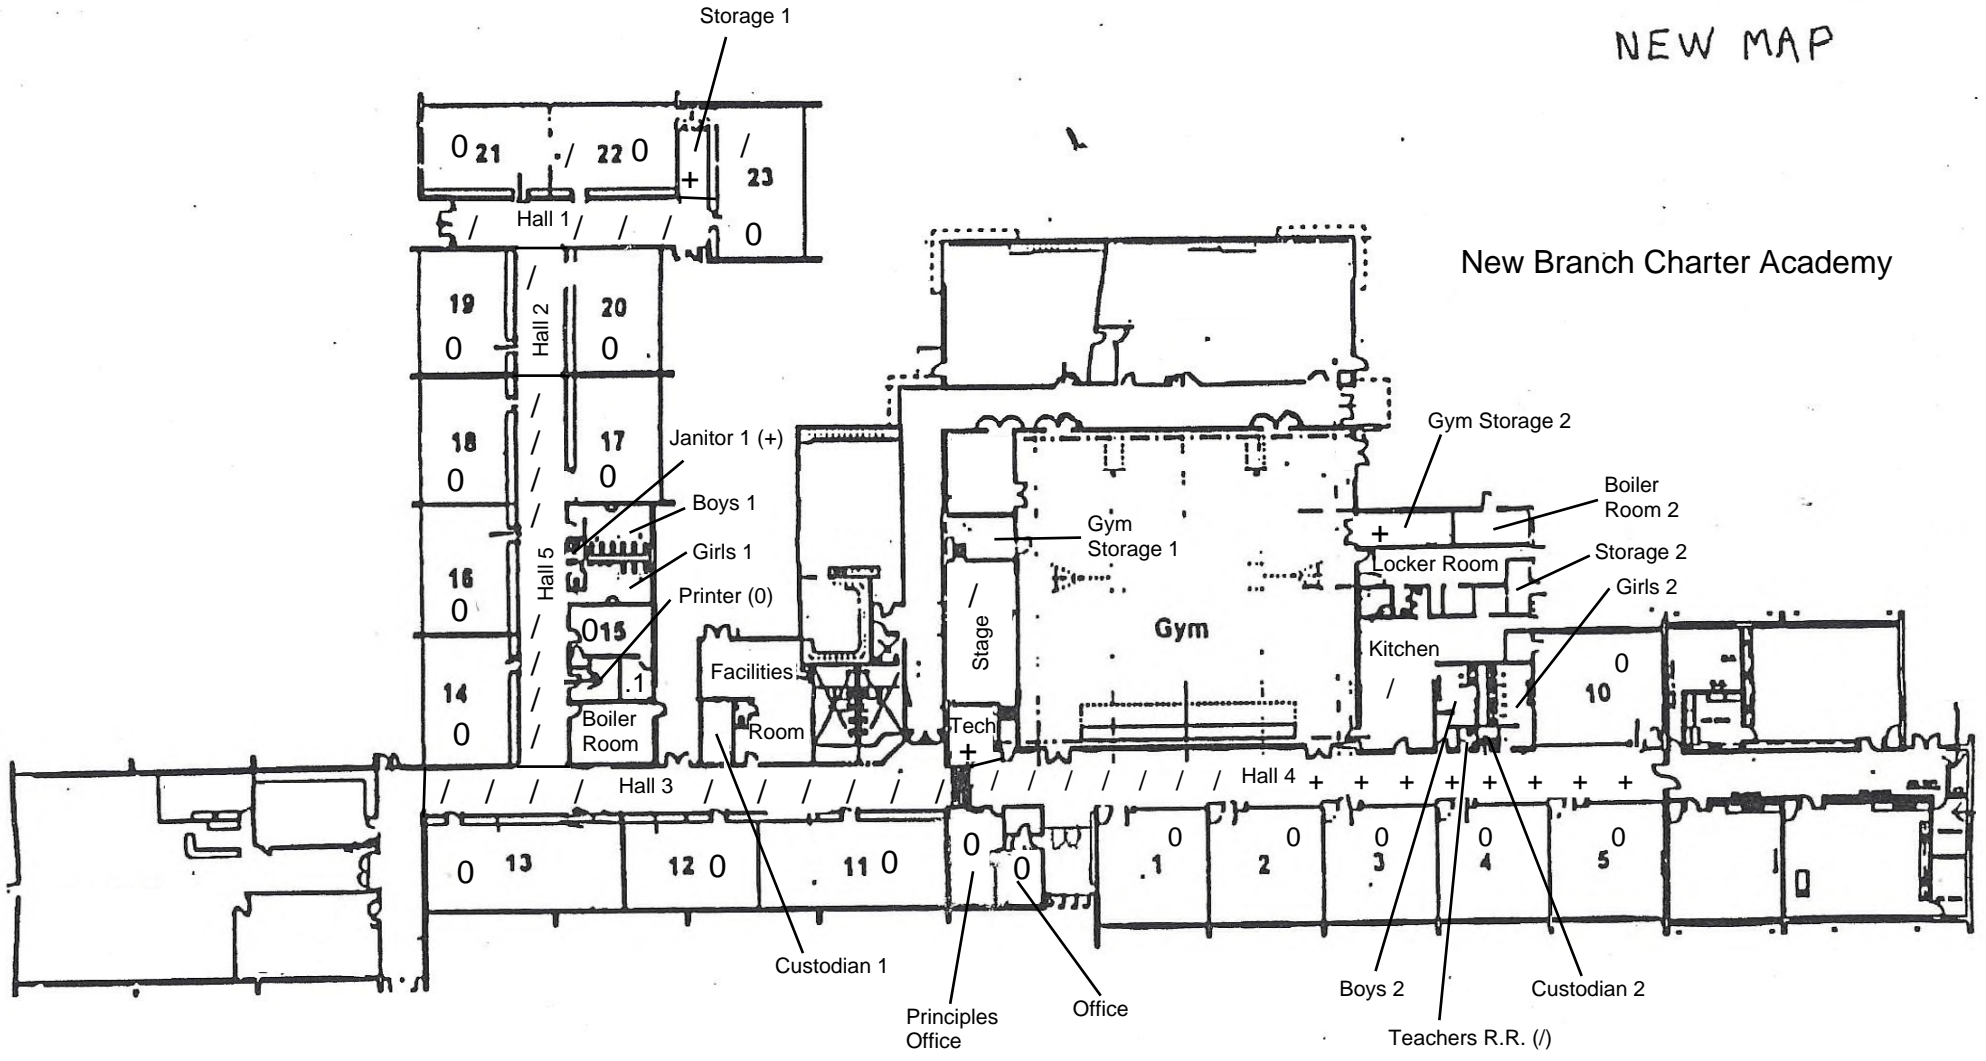 Storage 1
NEW MAP
0 21
/ 22 0
/
23
+
0
Hall 1
/ / / /
New Branch Charter Academy
19
0
/
Hall 2
20
0
18
0
/
17
0
Janitor 1 (+)
Boys 1
Girls 1
Printer (0)
16
0
/
/
Hall 5
/
/
/
/
/
015
.1
14
0
Boiler
Room
Facilities
Room
Gym
Storage 1
/
Stage
Tech
+
Gym
Gym Storage 2
+
Boiler
Room 2
Locker Room
Storage 2
Girls 2
Kitchen
/
10
0
/ / / / Hall 3 / / / / / / / / / / / / Hall 4 + + + + + + + +
0 13
12 0
11 0
0
0
1 0
2 0
3 0
4 0
5 0
Custodian 1
Principles
Office
Office
Boys 2
Custodian 2
Teachers R.R. (/)